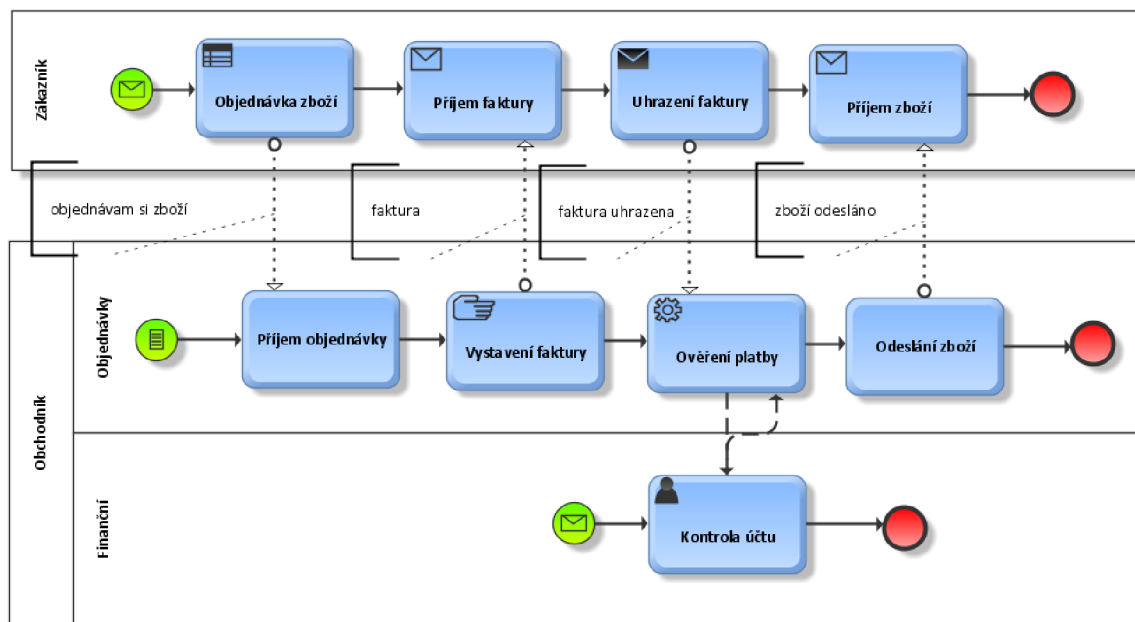 Zákazník
Objednávka zboží
Příjem faktury
Uhrazení faktury
Příjem zboží
objednávam si zboží
faktura
faktura uhrazena
zboží odesláno
Obchodník
Objednávky
Příjem objednávky
Vystavení faktury
Ověření platby
Odeslání zboží
Finanční
Kontrola účtu